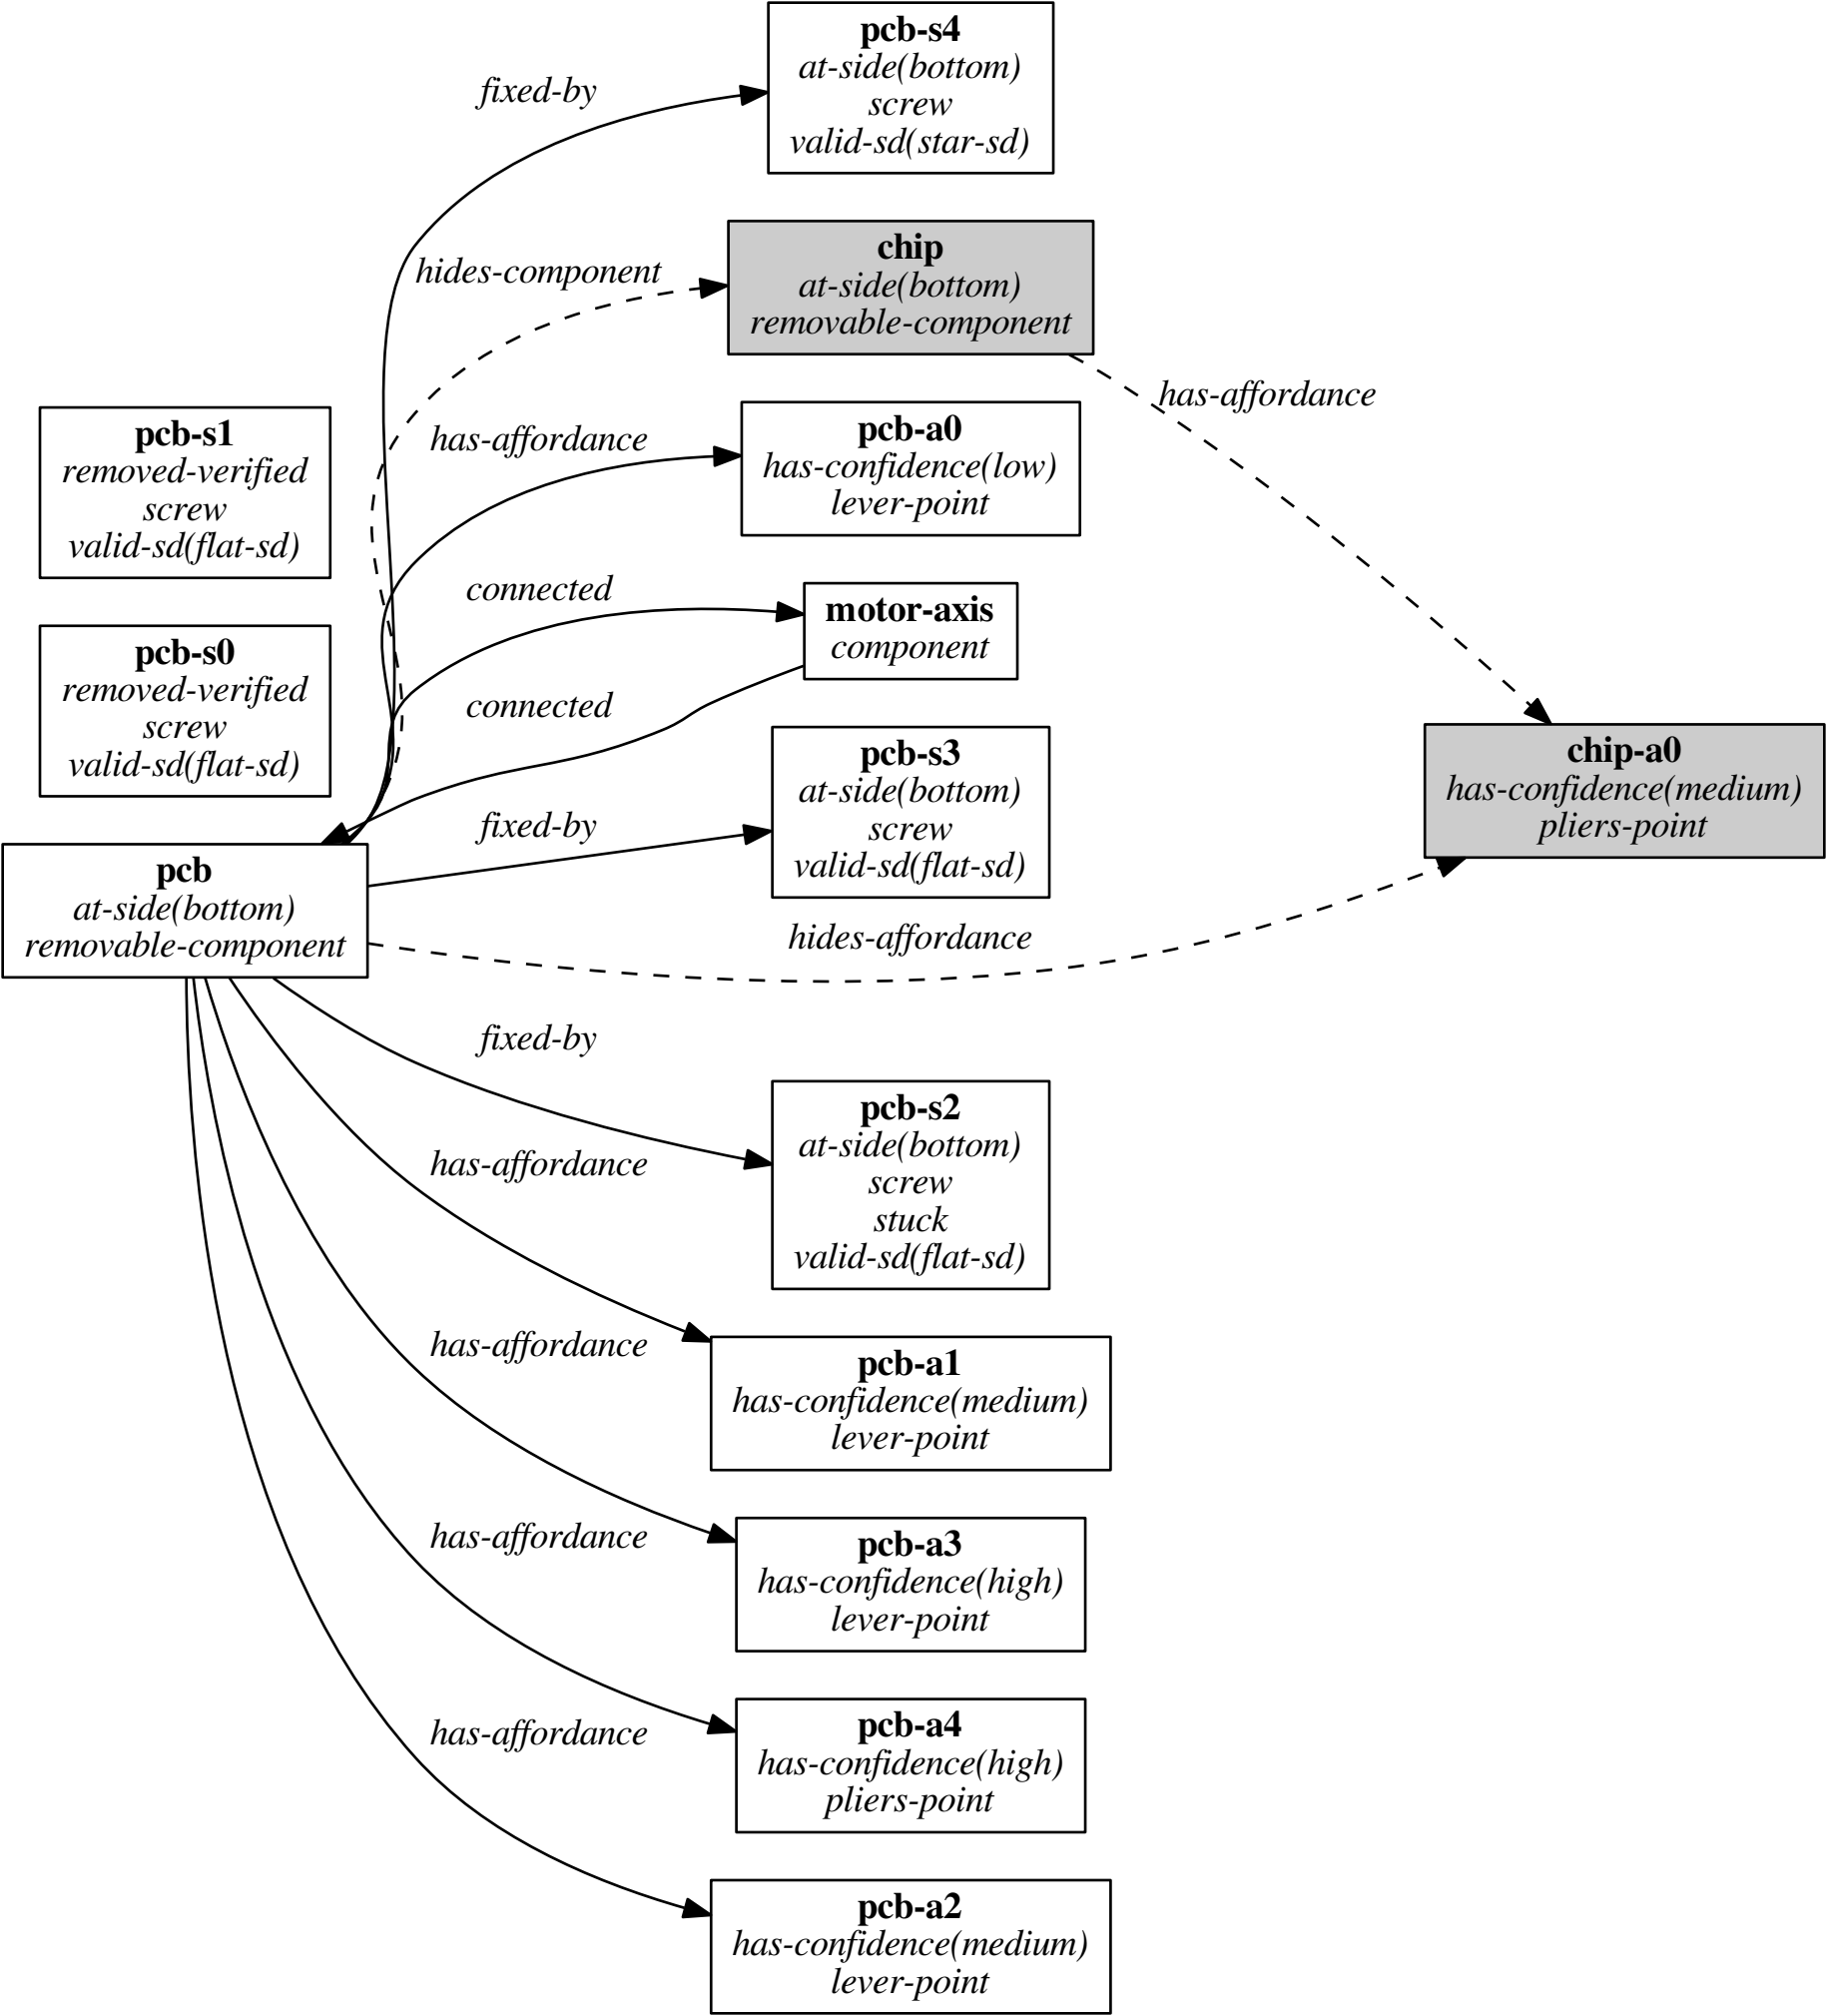 pcb-s4
at-side(bottom)
screw
valid-sd(star-sd)
fixed-by
chip
at-side(bottom)
removable-component
hides-component
has-affordance
pcb-s1
removed-verified
screw
valid-sd(flat-sd)
has-affordance
pcb-a0
has-confidence(low)
lever-point
connected
motor-axis
component
pcb-s0
removed-verified
screw
valid-sd(flat-sd)
connected
pcb-s3
at-side(bottom)
screw
valid-sd(flat-sd)
fixed-by
chip-a0
has-confidence(medium)
pliers-point
pcb
at-side(bottom)
removable-component
hides-affordance
fixed-by
pcb-s2
at-side(bottom)
screw
stuck
valid-sd(flat-sd)
has-affordance
pcb-a1
has-confidence(medium)
lever-point
has-affordance
pcb-a3
has-confidence(high)
lever-point
has-affordance
pcb-a4
has-confidence(high)
pliers-point
has-affordance
pcb-a2
has-confidence(medium)
lever-point